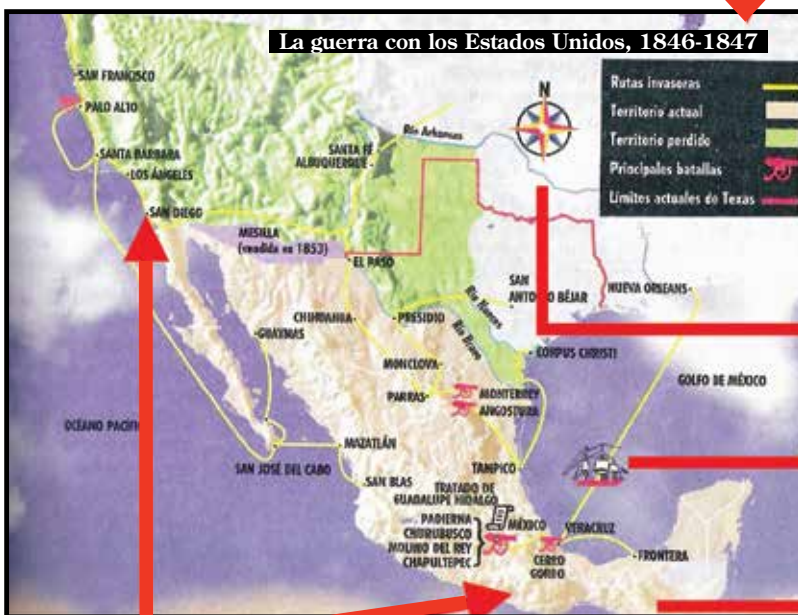 La guerra con los Estados Unidos, 1846-1847
N
Rutas invasoras
Territorio actual
Territorio perdido
Principales batallas
Límites actuales de Texas
SAN FRANCISCO
PALO ALTO
SANTA BÁRBARA
LOS ÁNGELES
SAN DIEGO
SANTA FÉ
ALBUQUERQUE
Río Arkansas
MESILLA
(vendida en 1853)
EL PASO
SAN
ANTONIO BÉJAR
NUEVA ORLEANS
Río Nueces
Río Bravo
CHIHUAHUA
PRESIDIO
GUAYMAS
CORPUS CHRISTI
MONCLOVA
GOLFO DE MÉXICO
PARRAS
MONTERREY
ANGOSTURA
OCÉANO PACÍFI
MAZATLÁN
SAN JOSÉ DEL CABO
TAMPICO
SAN BLAS
TRATADO DE
GUADALUPE HIDALGO
PADIERNA
CHURUBUSCO
MOLINO DEL REY
CHAPULTEPEC
MÉXICO
VERACRUZ
CERRO
GORDO
FRONTERA